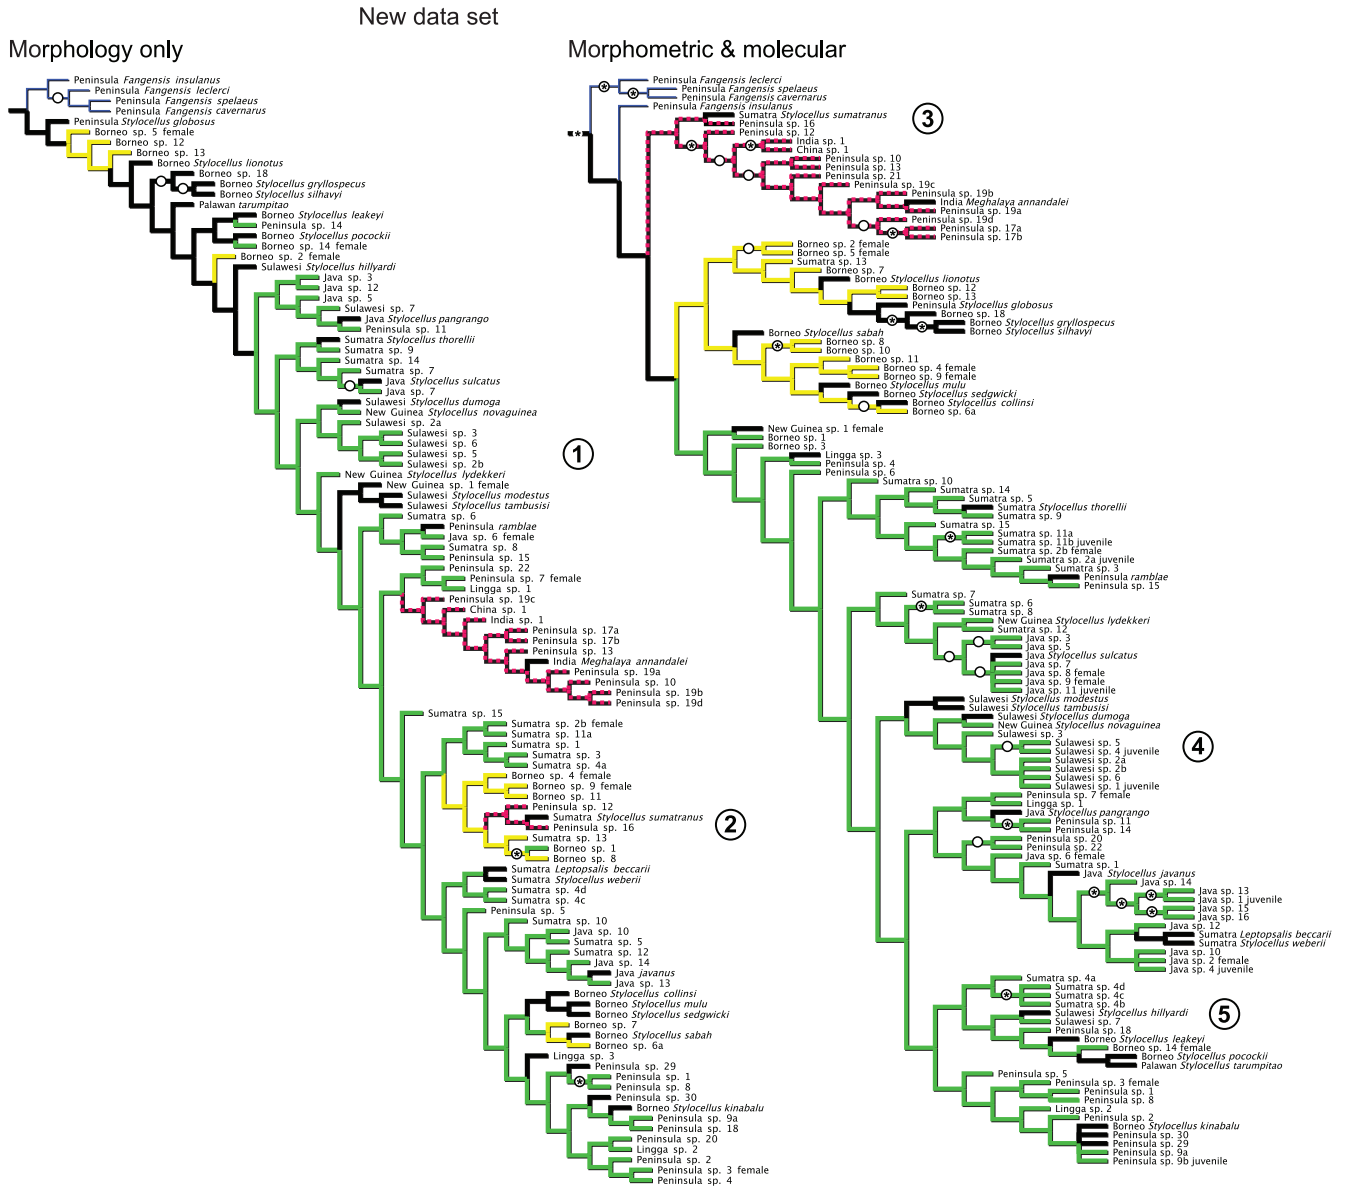 New data set
Morphology only
Peninsula Fangensis insulanus
Peninsula Fangensis leclerci
Peninsula Fangensis spelaeus
Peninsula Fangensis cavernarus
Peninsula Stylocellus globosus
Borneo sp. 5 female
Borneo sp. 12
Borneo sp. 13
Borneo Stylocellus lionotus
Borneo sp. 18
Borneo Stylocellus gryllospecus
Borneo Stylocellus silhavyi
Palawan tarumpitao
Borneo Stylocellus leakeyi
Peninsula sp. 14
Borneo Stylocellus pocockii
Borneo sp. 14 female
Borneo sp. 2 female
Sulawesi Stylocellus hillyardi
Java sp. 3
Java sp. 12
Java sp. 5
Sulawesi sp. 7
Java Stylocellus pangrango
Peninsula sp. 11
Sumatra Stylocellus thorellii
Sumatra sp. 9
Sumatra sp. 14
Sumatra sp. 7
Java Stylocellus sulcatus
Java sp. 7
Sulawesi Stylocellus dumoga
New Guinea Stylocellus novaguinea
Sulawesi sp. 2a
Sulawesi sp. 3
Sulawesi sp. 6
Sulawesi sp. 5
Sulawesi sp. 2b
1
New Guinea Stylocellus lydekkeri
New Guinea sp. 1 female
Sulawesi Stylocellus modestus
Sulawesi Stylocellus tambusisi
Sumatra sp. 6
Peninsula ramblae
Java sp. 6 female
Sumatra sp. 8
Peninsula sp. 15
Peninsula sp. 22
Peninsula sp. 7 female
Lingga sp. 1
Peninsula sp. 19c
China sp. 1
India sp. 1
Peninsula sp. 17a
Peninsula sp. 17b
Peninsula sp. 13
India Meghalaya annandalei
Peninsula sp. 19a
Peninsula sp. 10
Peninsula sp. 19b
Peninsula sp. 19d
Sumatra sp. 15
Sumatra sp. 2b female
Sumatra sp. 11a
Sumatra sp. 1
Sumatra sp. 3
Sumatra sp. 4a
Borneo sp. 4 female
Borneo sp. 9 female
Borneo sp. 11
Peninsula sp. 12
Sumatra Stylocellus sumatranus
Peninsula sp. 16
2
Sumatra sp. 13
Borneo sp. 1
Borneo sp. 8
Sumatra Leptopsalis beccarii
Sumatra Stylocellus weberii
Sumatra sp. 4d
Sumatra sp. 4c
Peninsula sp. 5
Sumatra sp. 10
Java sp. 10
Sumatra sp. 5
Sumatra sp. 12
Java sp. 14
Java javanus
Java sp. 13
Borneo Stylocellus collinsi
Borneo Stylocellus mulu
Borneo Stylocellus sedgwicki
Borneo sp. 7
Borneo Stylocellus sabah
Borneo sp. 6a
Lingga sp. 3
Peninsula sp. 29
Peninsula sp. 1
Peninsula sp. 8
Peninsula sp. 30
Borneo Stylocellus kinabalu
Peninsula sp. 9a
Peninsula sp. 18
Peninsula sp. 20
Lingga sp. 2
Peninsula sp. 2
Peninsula sp. 3 female
Peninsula sp. 4
Morphometric & molecular
Peninsula Fangensis leclerci
Peninsula Fangensis spelaeus
Peninsula Fangensis cavernarus
Peninsula Fangensis insulanus
Sumatra Stylocellus sumatranus
Peninsula sp. 16
3
Peninsula sp. 12
India sp. 1
China sp. 1
Peninsula sp. 10
Peninsula sp. 13
Peninsula sp. 21
Peninsula sp. 19c
Peninsula sp. 19b
India Meghalaya annandalei
Peninsula sp. 19a
Peninsula sp. 19d
Peninsula sp. 17a
Peninsula sp. 17b
Borneo sp. 2 female
Borneo sp. 5 female
Sumatra sp. 13
Borneo sp. 7
Borneo Stylocellus lionotus
Borneo sp. 12
Borneo sp. 13
Peninsula Stylocellus globosus
Borneo sp. 18
Borneo Stylocellus gryllospecus
Borneo Stylocellus silhavyi
Borneo Stylocellus sabah
Borneo sp. 8
Borneo sp. 10
Borneo sp. 11
Borneo sp. 4 female
Borneo sp. 9 female
Borneo Stylocellus mulu
Borneo Stylocellus sedgwicki
Borneo Stylocellus collinsi
Borneo sp. 6a
New Guinea sp. 1 female
Borneo sp. 1
Borneo sp. 3
Lingga sp. 3
Peninsula sp. 4
Peninsula sp. 6
Sumatra sp. 10
Sumatra sp. 14
Sumatra sp. 5
Sumatra Stylocellus thorellii
Sumatra sp. 9
Sumatra sp. 15
Sumatra sp. 11a
Sumatra sp. 11b juvenile
Sumatra sp. 2b female
Sumatra sp. 2a juvenile
Sumatra sp. 3
Peninsula ramblae
Peninsula sp. 15
Sumatra sp. 7
Sumatra sp. 6
Sumatra sp. 8
New Guinea Stylocellus lydekkeri
Sumatra sp. 12
Java sp. 3
Java sp. 5
Java Stylocellus sulcatus
Java sp. 7
Java sp. 8 female
Java sp. 9 female
Java sp. 11 juvenile
Sulawesi Stylocellus modestus
Sulawesi Stylocellus tambusisi
Sulawesi Stylocellus dumoga
New Guinea Stylocellus novaguinea
Sulawesi sp. 3
Sulawesi sp. 5
4
Sulawesi sp. 4 juvenile
Sulawesi sp. 2a
Sulawesi sp. 2b
Sulawesi sp. 6
Sulawesi sp. 1 juvenile
Peninsula sp. 7 female
Lingga sp. 1
Java Stylocellus pangrango
Peninsula sp. 11
Peninsula sp. 14
Peninsula sp. 20
Peninsula sp. 22
Java sp. 6 female
Sumatra sp. 1
Java Stylocellus javanus
Java sp. 14
Java sp. 13
Java sp. 1 juvenile
Java sp. 15
Java sp. 16
Java sp. 12
Sumatra Leptopsalis beccarii
Sumatra Stylocellus weberii
Java sp. 10
Java sp. 2 female
Java sp. 4 juvenile
Sumatra sp. 4a
Sumatra sp. 4d
Sumatra sp. 4c
Sumatra sp. 4b
Sulawesi Stylocellus hillyardi
5
Sulawesi sp. 7
Peninsula sp. 18
Borneo Stylocellus leakeyi
Borneo sp. 14 female
Borneo Stylocellus pocockii
Palawan Stylocellus tarumpitao
Peninsula sp. 5
Peninsula sp. 3 female
Peninsula sp. 1
Peninsula sp. 8
Lingga sp. 2
Peninsula sp. 2
Borneo Stylocellus kinabalu
Peninsula sp. 30
Peninsula sp. 29
Peninsula sp. 9a
Peninsula sp. 9b juvenile